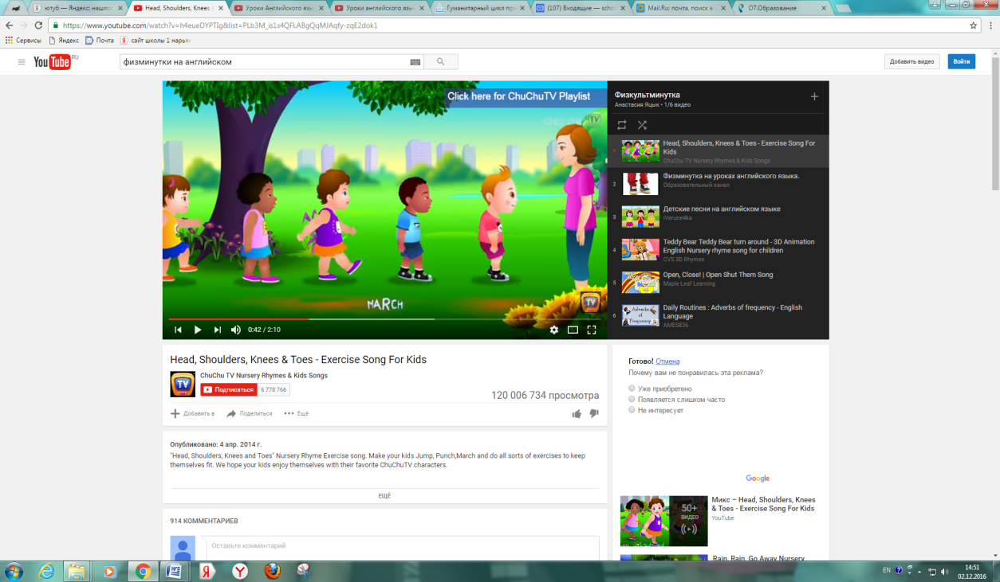 ютуб — Яндекс: нашлос
Head, Shoulders, Knees &
Уроки Английского язы
Уроки английского язы
Гуманитарный цикл пре
(107) Входящие — scho
Mail.Ru: почта, поиск в
О7.Образование
https://www.youtube.com/watch?v=h4eueDYPTIg&list=PLb3M_is1s4QFLABgQqMJAqfy-zqE2dok1
Сервисы
Яндекс
Почта
сайт школы 1 нарьян
YouTube RU
физминутки на английском
Добавить видео
Войти
Click here for ChuChuTV Playlist
TV
MARCH
TV
0:42 / 2:10
Физкультминутка
Анастасия Яцык • 1/6 видео
Head, Shoulders, Knees & Toes - Exercise Song For
Kids
ChuChu TV Nursery Rhymes & Kids Songs
2
Физминутка на уроках английского языка.
Образовательный канал
3
Детские песни на английском языке
iVerune4ka
4
Teddy Bear Teddy Bear turn around - 3D Animation
English Nursery rhyme song for children
CVS 3D Rhymes
5
Open, Close! | Open Shut Them Song
Maple Leaf Learning
6
Adverbs
of
Frequency
Daily Routines : Adverbs of frequency - English
Language
AMES836
Head, Shoulders, Knees & Toes - Exercise Song For Kids
TV
ChuChu TV Nursery Rhymes & Kids Songs
Подписаться
6 778 766
120 006 734 просмотра
Добавить в
Поделиться
Ещё
Опубликовано: 4 апр. 2014 г.
"Head, Shoulders, Knees and Toes" Nursery Rhyme Exercise song. Make your kids Jump, Punch,March and do all sorts of exercises to keep
themselves fit. We hope your kids enjoy themselves with their favorite ChuChuTV characters.
ЕЩЁ
914 КОММЕНТАРИЕВ
Оставьте комментарий
Готово! Отмена
Почему вам не понравилась эта реклама?
Уже приобретено
Появляется слишком часто
Не интересует
Google
50+
ВИДЕО
Микс – Head, Shoulders, Knees
& Toes - Exercise Song For Kids
YouTube
Rain, Rain, Go Away Nursery
EN
14:51
02.12.2016